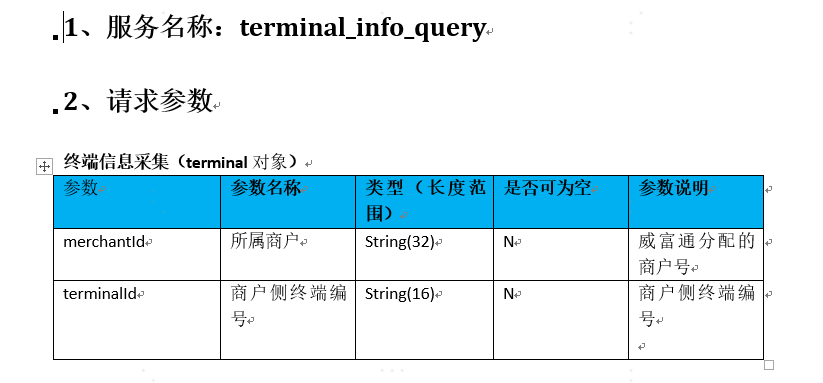 1、服务名称：terminal_info_query
2、请求参数
终端信息采集（terminal 对象）
参数 参数名称 类型（长度范围） 是否可为空 参数说明
merchantId 所属商户 String(32) N 威富通分配的商户号
terminalId 商户侧终端编号 String(16) N 商户侧终端编号